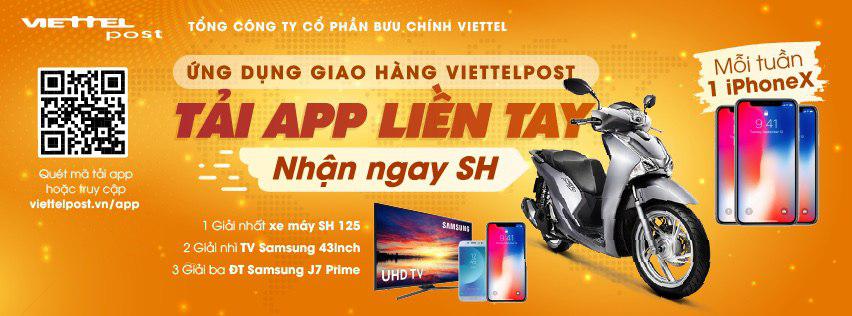 VIETTEL
post
TỔNG CÔNG TY CỔ PHẦN BƯU CHÍNH VIETTEL
ỨNG DỤNG GIAO HÀNG VIETTELPOST
TẢI APP LIỀN TAY
Nhận ngay SH
Mỗi tuần
1 iPhoneX
Quét mã tải app
hoặc truy cập
viettelpost.vn/app
1 Giải nhất xe máy SH 125
2 Giải nhì TV Samsung 43inch
3 Giải ba ĐT Samsung J7 Prime
SAMSUNG
UHD TV
9:41
9:41